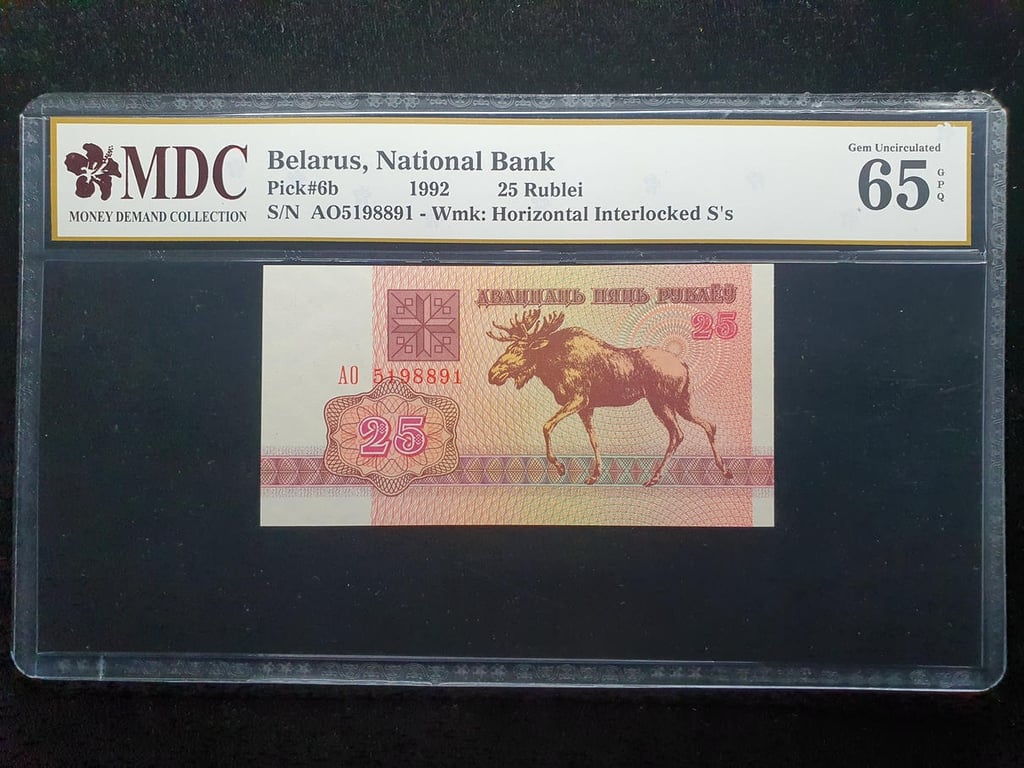 MDC
MONEY DEMAND COLLECTION
Belarus, National Bank
Pick#6b 1992 25 Rublei
S/N AO5198891 - Wmk: Horizontal Interlocked S's
Gem Uncirculated
65 GPQ
ДВАЦЦАЦЬ ПЯЦЬ РУБЛЁЎ
25
АО 5198891
25